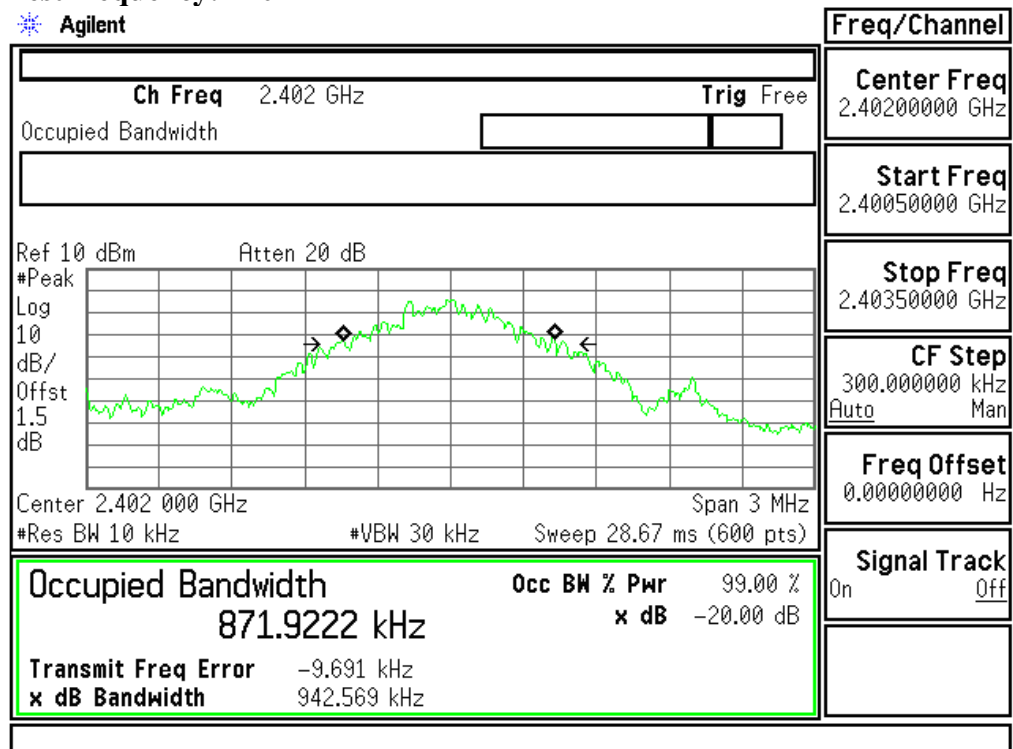 Agilent
Freq/Channel
Ch Freq 2.402 GHz Trig Free
Occupied Bandwidth
Center Freq
2.40200000 GHz
Start Freq
2.40050000 GHz
Stop Freq
2.40350000 GHz
CF Step
300.000000 kHz
Auto Man
Freq Offset
0.00000000 Hz
Signal Track
On Off
Ref 10 dBm Atten 20 dB
#Peak
Log
10
dB/
Offst
1.5
dB
Center 2.402 000 GHz Span 3 MHz
#Res BW 10 kHz #VBW 30 kHz Sweep 28.67 ms (600 pts)
Occupied Bandwidth
871.9222 kHz
Occ BW % Pwr 99.00 %
x dB -20.00 dB
Transmit Freq Error -9.691 kHz
x dB Bandwidth 942.569 kHz